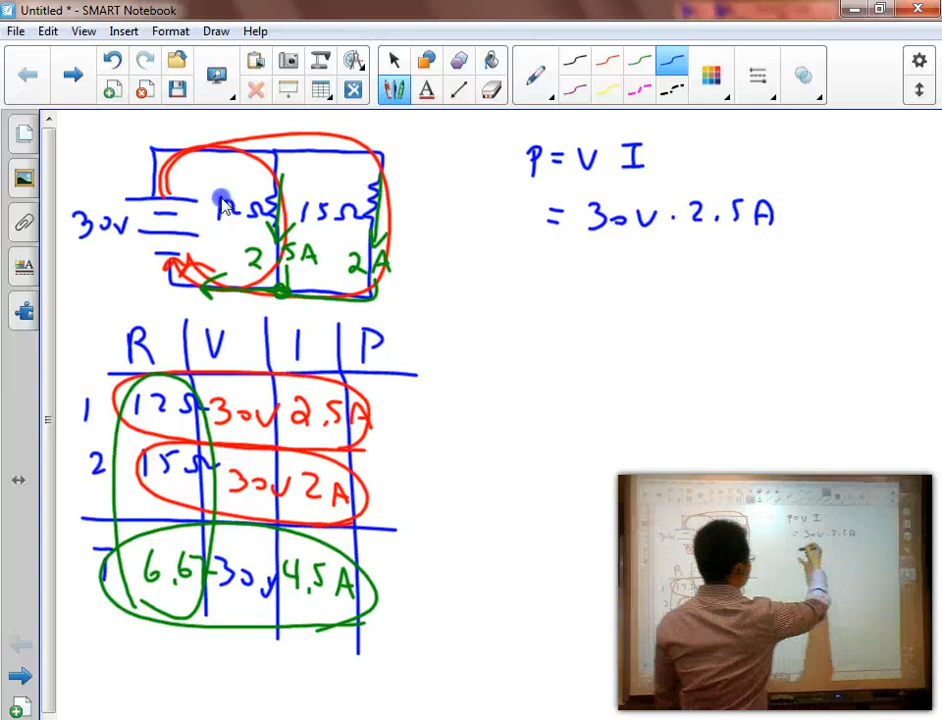 Untitled * - SMART Notebook
File Edit View Insert Format Draw Help
P = V I
= 30V . 2.5 A
30V 12Ω 15Ω
2.5A 2A
R V I P
1 12Ω 30V 2.5A
2 15Ω 30V 2A
T 6.67 30V 4.5A